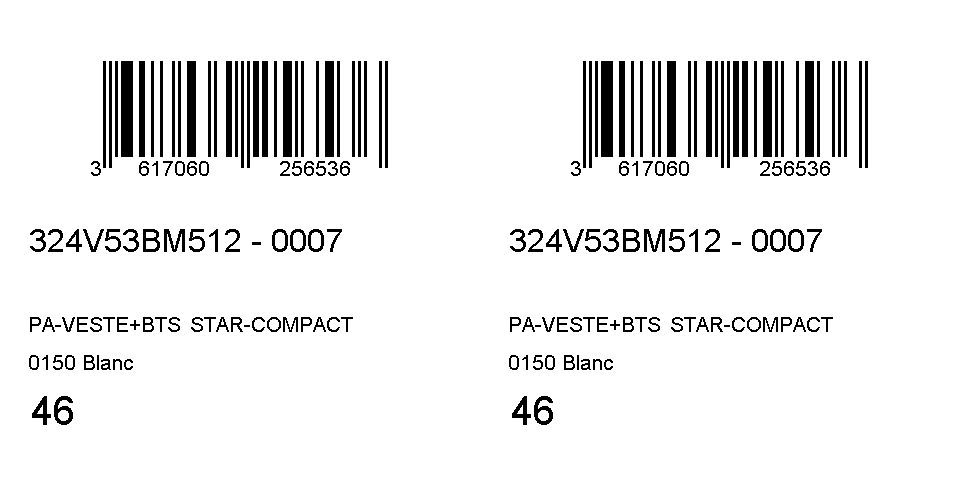 3 617060 256536
324V53BM512 - 0007
PA-VESTE+BTS STAR-COMPACT
0150 Blanc
46
3 617060 256536
324V53BM512 - 0007
PA-VESTE+BTS STAR-COMPACT
0150 Blanc
46